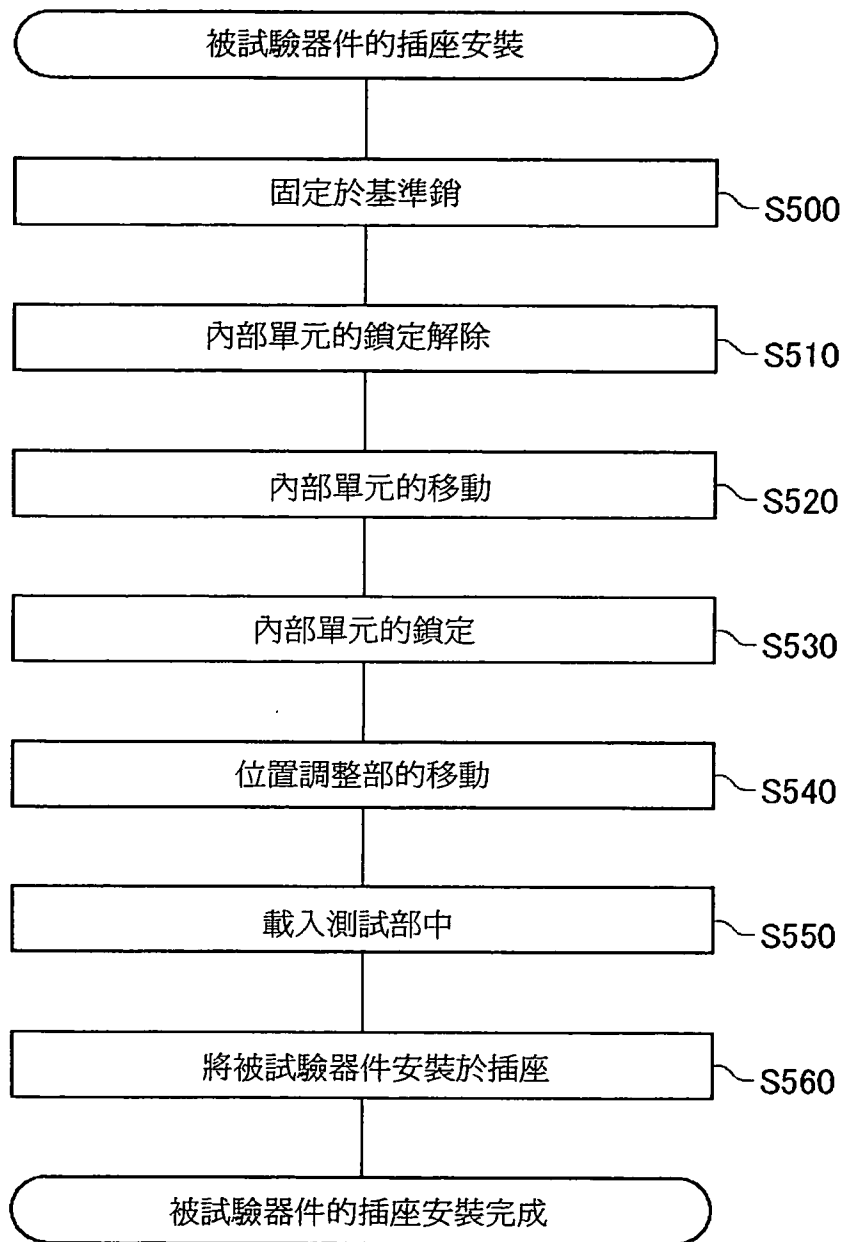 被試驗器件的插座安裝
固定於基準銷
S500
內部單元的鎖定解除
S510
內部單元的移動
S520
內部單元的鎖定
S530
位置調整部的移動
S540
載入測試部中
S550
將被試驗器件安裝於插座
S560
被試驗器件的插座安裝完成